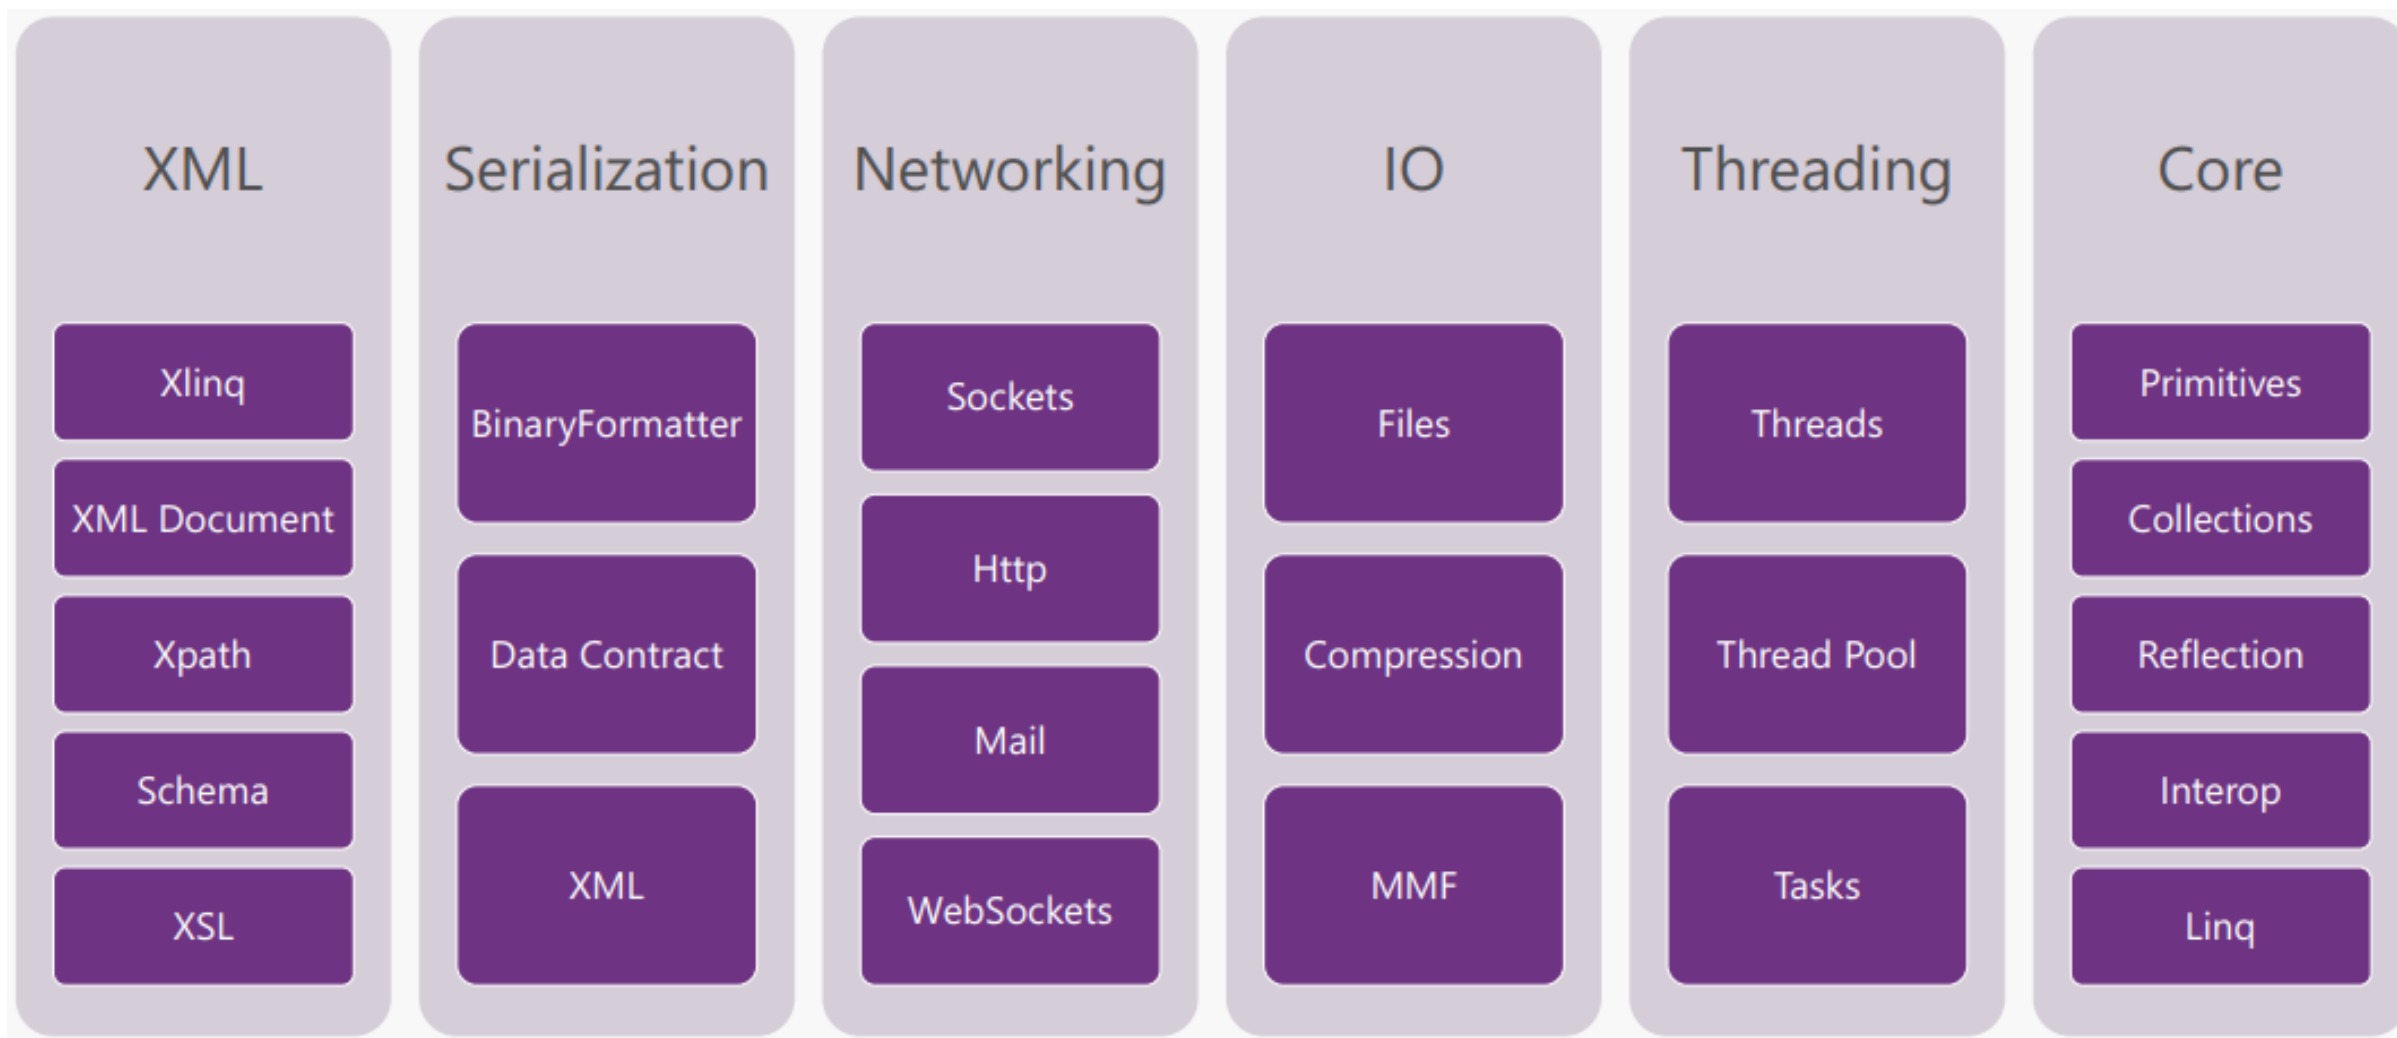 XML
Xlinq
XML Document
Xpath
Schema
XSL
Serialization
BinaryFormatter
Data Contract
XML
Networking
Sockets
Http
Mail
WebSockets
IO
Files
Compression
MMF
Threading
Threads
Thread Pool
Tasks
Core
Primitives
Collections
Reflection
Interop
Linq